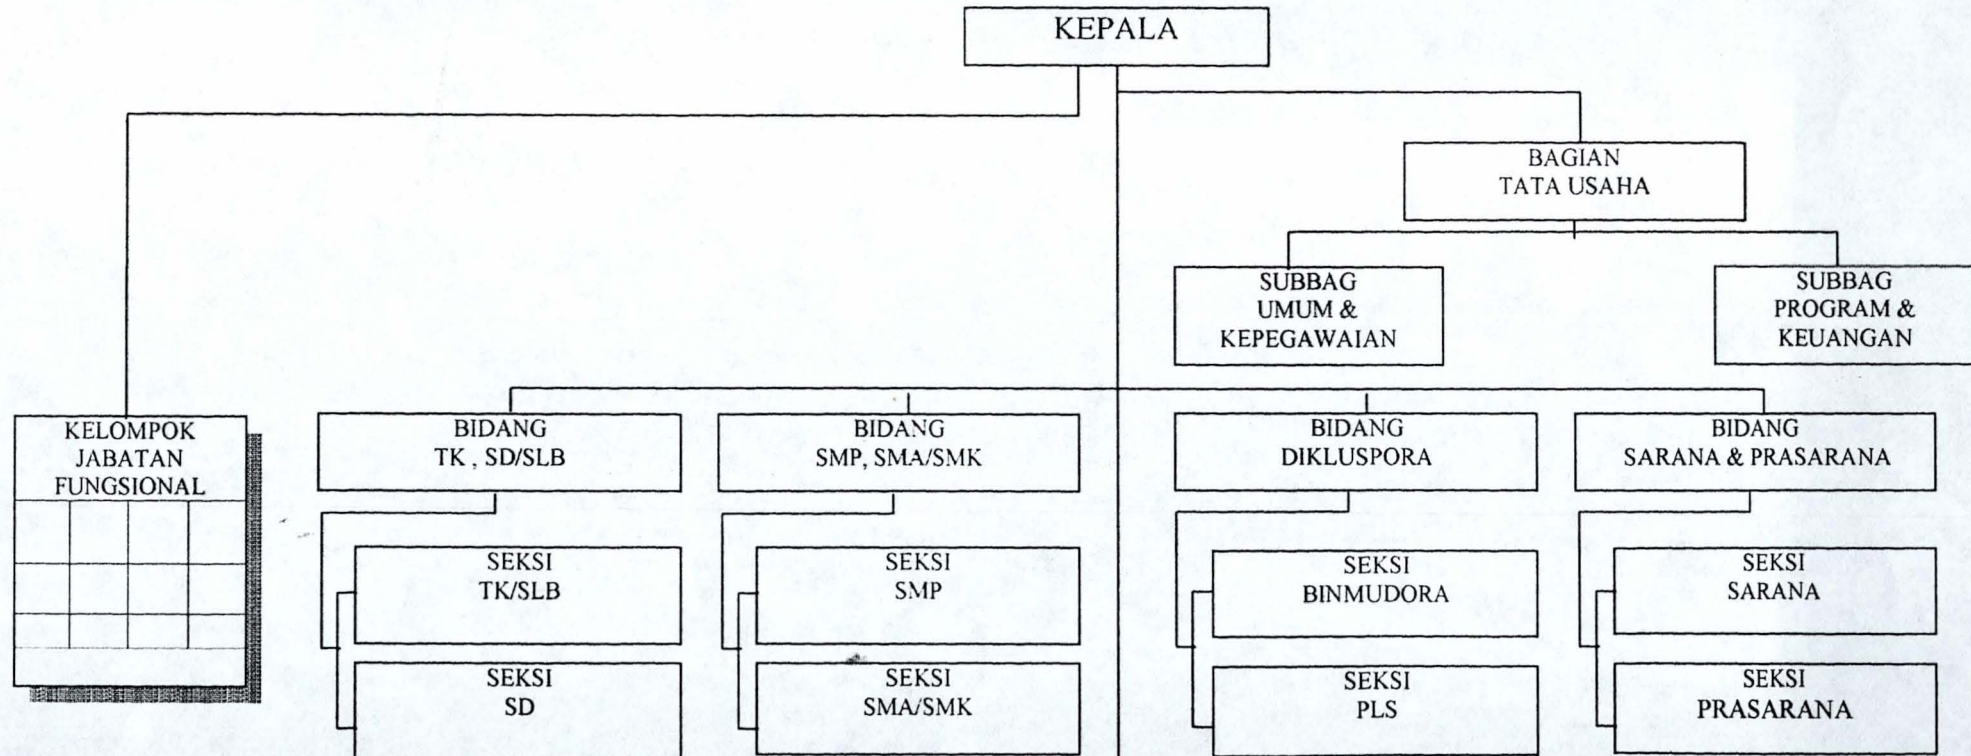 KEPALA
BAGIAN
TATA USAHA
SUBBAG
UMUM &
KEPEGAWAIAN
SUBBAG
PROGRAM &
KEUANGAN
KELOMPOK
JABATAN
FUNGSIONAL
BIDANG
TK , SD/SLB
BIDANG
SMP, SMA/SMK
BIDANG
DIKLUSPORA
BIDANG
SARANA & PRASARANA
SEKSI
TK/SLB
SEKSI
SMP
SEKSI
BINMUDORA
SEKSI
SARANA
SEKSI
SD
SEKSI
SMA/SMK
SEKSI
PLS
SEKSI
PRASARANA